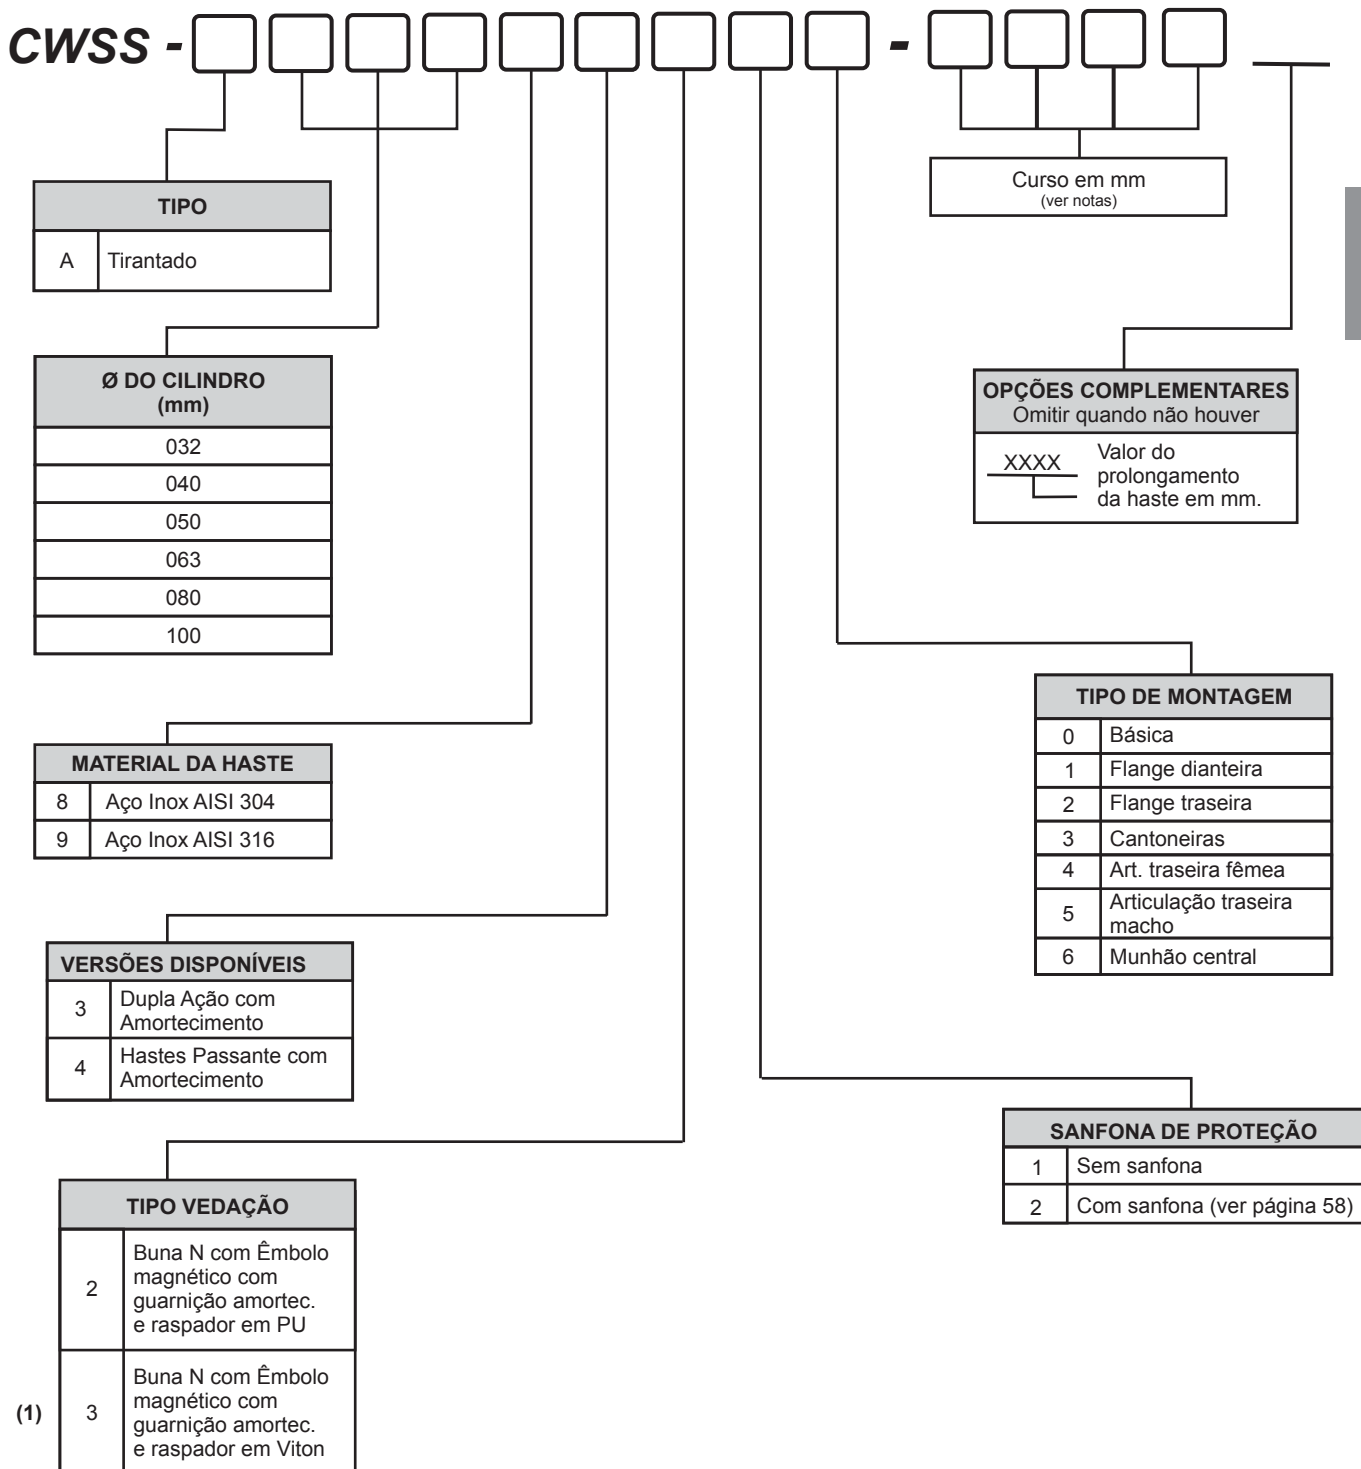 CWSS - -
TIPO
A Tirantado
Curso em mm
(ver notas)
Ø DO CILINDRO
(mm)
032
040
050
063
080
100
OPÇÕES COMPLEMENTARES
Omitir quando não houver
XXXX Valor do
prolongamento
da haste em mm.
MATERIAL DA HASTE
8 Aço Inox AISI 304
9 Aço Inox AISI 316
TIPO DE MONTAGEM
0 Básica
1 Flange dianteira
2 Flange traseira
3 Cantoneiras
4 Art. traseira fêmea
5 Articulação traseira
macho
6 Munhão central
VERSÕES DISPONÍVEIS
3 Dupla Ação com
Amortecimento
4 Hastes Passante com
Amortecimento
SANFONA DE PROTEÇÃO
1 Sem sanfona
2 Com sanfona (ver página 58)
TIPO VEDAÇÃO
2 Buna N com Êmbolo
magnético com
guarnição amortec.
e raspador em PU
(1) 3 Buna N com Êmbolo
magnético com
guarnição amortec.
e raspador em Viton